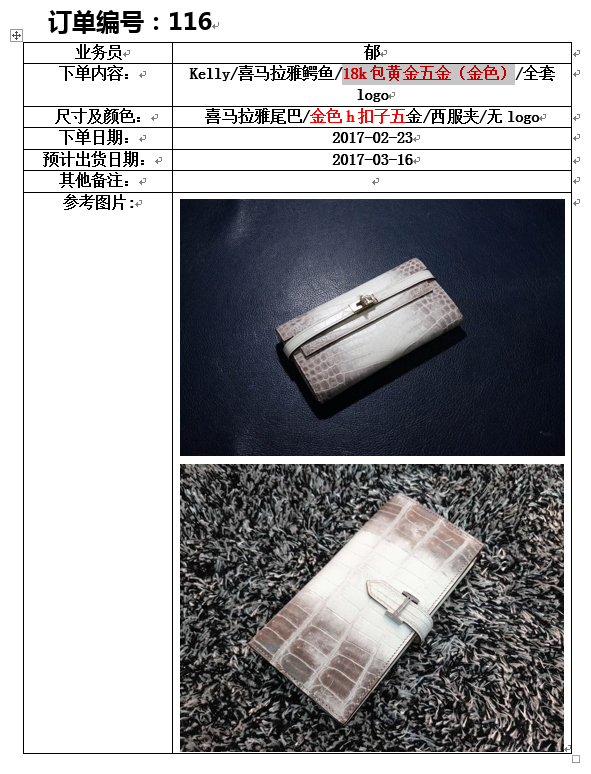 订单编号：116
业务员 郁
下单内容： Kelly/喜马拉雅鳄鱼/18k包黄金五金（金色）/全套
logo
尺寸及颜色： 喜马拉雅尾巴/金色h扣子五金/西服夹/无logo
下单日期： 2017-02-23
预计出货日期： 2017-03-16
其他备注：
参考图片: